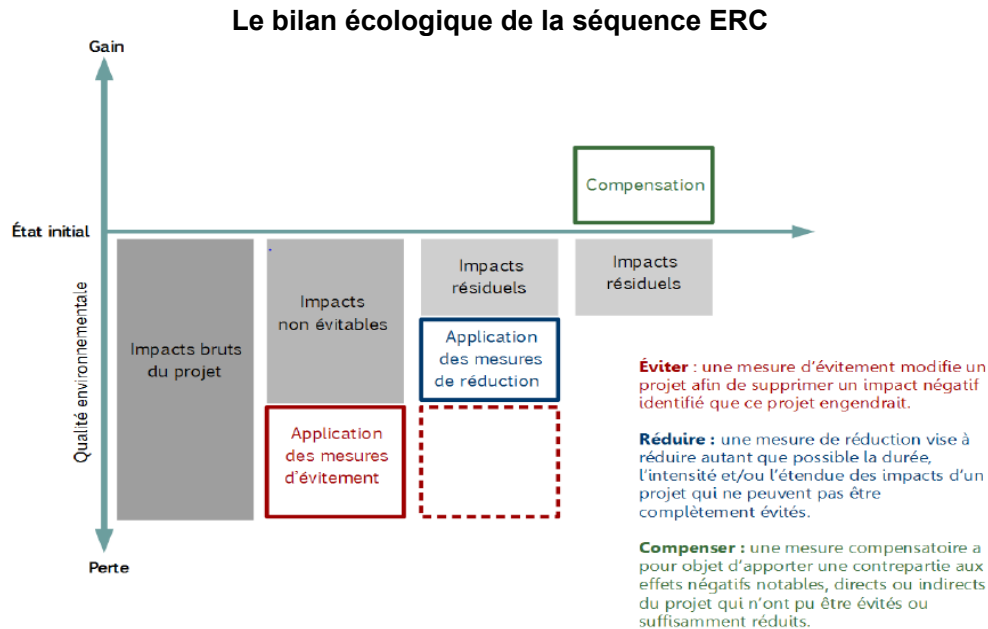 Le bilan écologique de la séquence ERC
Gain
Compensation
État initial
Qualité environnementale
Impacts bruts
du projet
Impacts
non évitables
Application
des mesures
d'évitement
Impacts
résiduels
Application
des mesures
de réduction
Impacts
résiduels
Perte
Éviter : une mesure d'évitement modifie un
projet afin de supprimer un impact négatif
identifié que ce projet engendrait.
Réduire : une mesure de réduction vise à
réduire autant que possible la durée,
l'intensité et/ou l'étendue des impacts d'un
projet qui ne peuvent pas être
complètement évités.
Compenser : une mesure compensatoire a
pour objet d'apporter une contrepartie aux
effets négatifs notables, directs ou indirects
du projet qui n'ont pu être évités ou
suffisamment réduits.